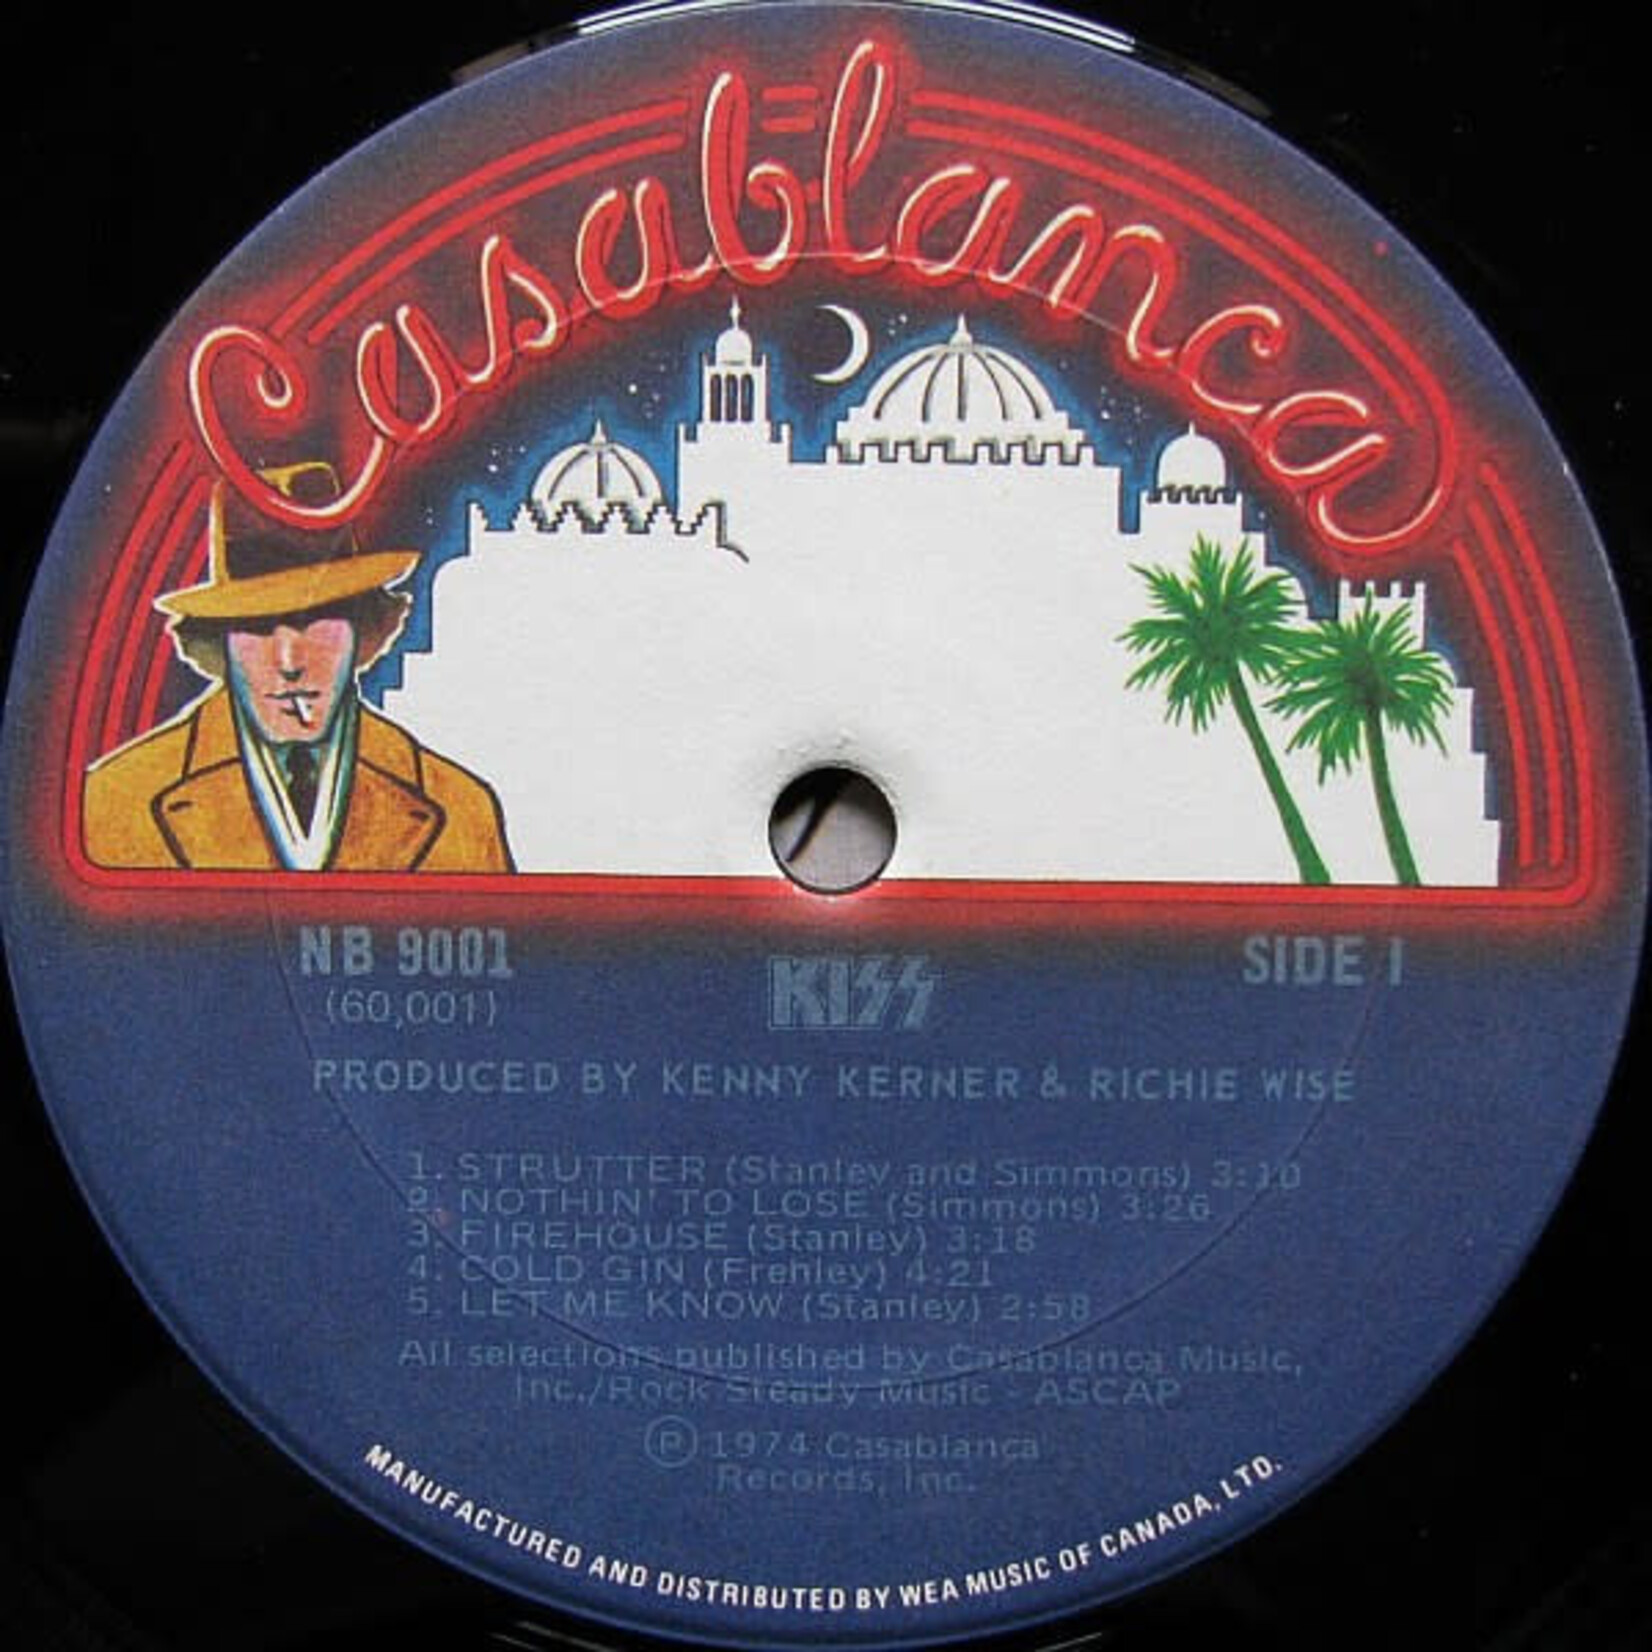 Casablanca
NB 9001
(60,001)
KISS
SIDE 1
PRODUCED BY KENNY KERNER & RICHIE WISE
1. STRUTTER (Stanley and Simmons) 3:10
2. NOTHIN' TO LOSE (Simmons) 3:26
3. FIREHOUSE (Stanley) 3:18
4. COLD GIN (Frehley) 4:21
5. LET ME KNOW (Stanley) 2:58
All selections published by Casablanca Music,
Inc./Rock Steady Music - ASCAP
Ⓟ 1974 Casablanca
Records, Inc.
MANUFACTURED AND DISTRIBUTED BY WEA MUSIC OF CANADA, LTD.